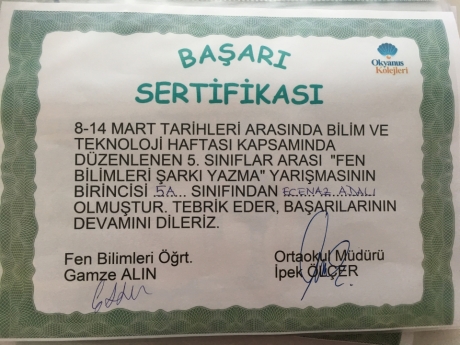 BAŞARI
SERTİFİKASI
Okyanus
Kolejleri
8-14 MART TARİHLERİ ARASINDA BİLİM VE
TEKNOLOJİ HAFTASI KAPSAMINDA
DÜZENLENEN 5. SINIFLAR ARASI "FEN
BİLİMLERİ ŞARKI YAZMA" YARIŞMASININ
BİRİNCİSİ 5A SINIFINDAN ECENAZ ADALI
OLMUŞTUR. TEBRİK EDER, BAŞARILARININ
DEVAMINI DİLERİZ.
Fen Bilimleri Öğrt.
Gamze ALIN
Ortaokul Müdürü
İpek ÖLÇER